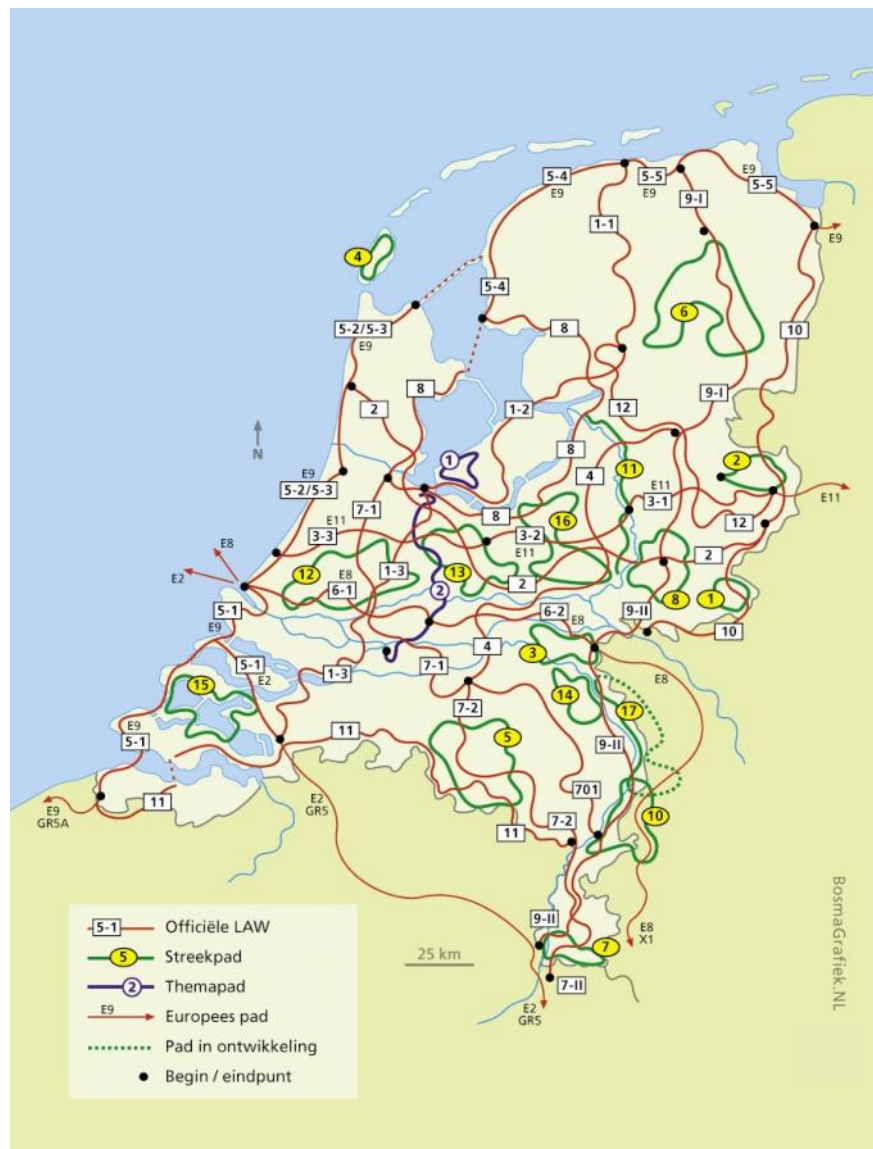 5-4
E9
5-5
E9
E9
5-5
9-I
1-1
E9
4
5-4
6
5-2/5-3
E9
8
10
8
9-I
2
1-2
12
N
1
8
4
11
2
E9
5-2/5-3
E11
3-1
E11
7-1
8
16
E11
3-3
3-2
E11
12
E8
E2
E8
12
1-3
13
2
2
6-1
2
8
1
5-1
E9
6-2
E8
9-II
10
5-1
E2
4
3
7-1
1-3
E8
15
14
17
7-2
E9
5-1
11
5
9-II
701
E9
GR5A
11
E2
GR5
11
7-2
10
9-II
E8
X1
7
7-II
E2
GR5
25 km
5-1 Officiële LAW
5 Streekpad
2 Themapad
E9 Europees pad
Pad in ontwikkeling
Begin / eindpunt
BosmaGrafiek.NL